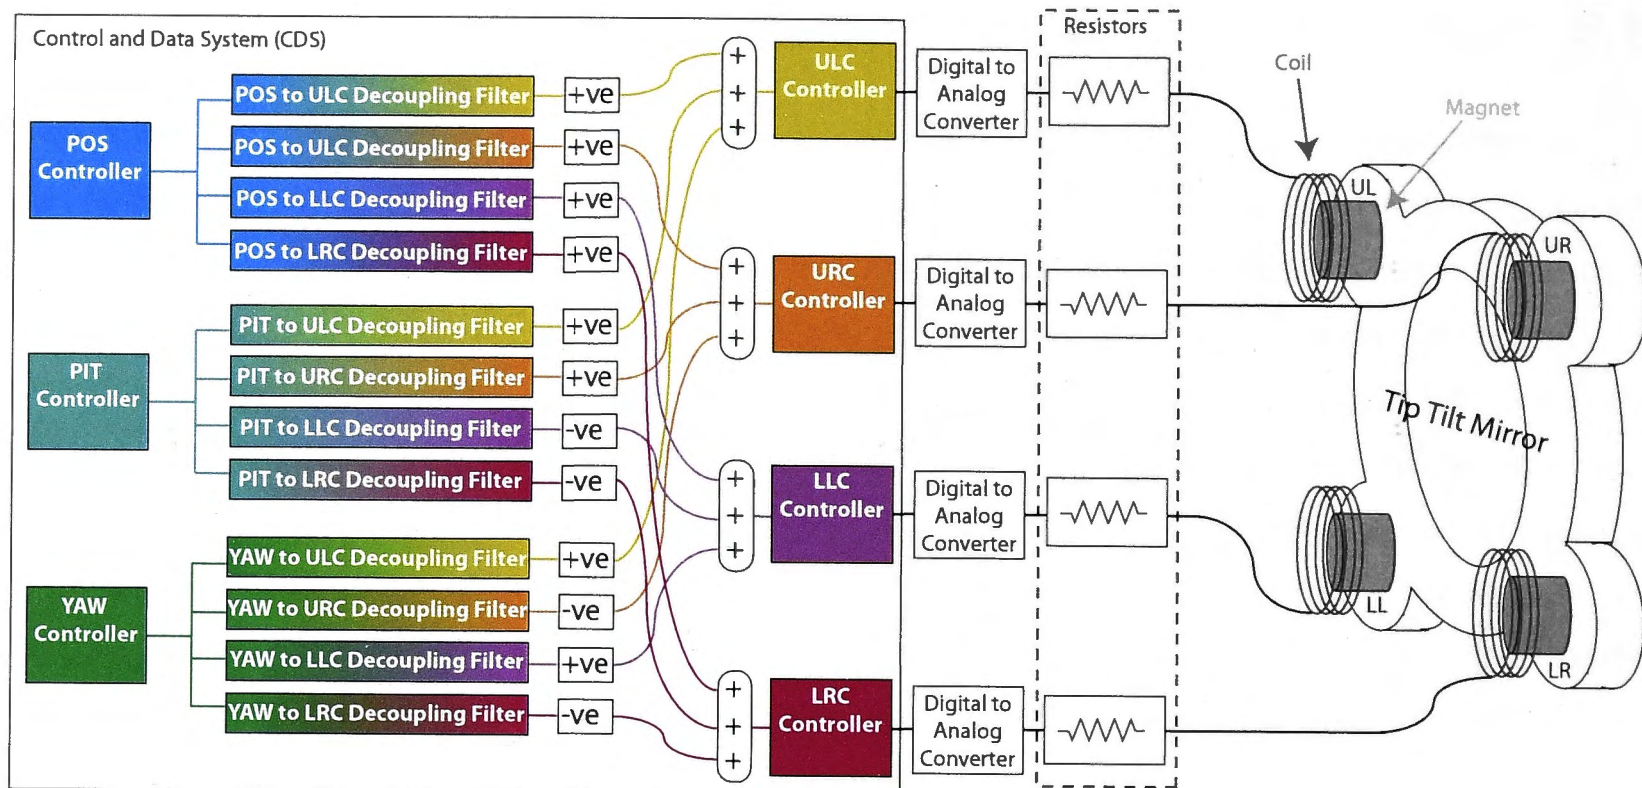 Control and Data System (CDS)
POS
Controller
POS to ULC Decoupling Filter
POS to ULC Decoupling Filter
POS to LLC Decoupling Filter
POS to LRC Decoupling Filter
+ve
+ve
+ve
+ve
PIT
Controller
PIT to ULC Decoupling Filter
PIT to URC Decoupling Filter
PIT to LLC Decoupling Filter
PIT to LRC Decoupling Filter
+ve
+ve
-ve
-ve
YAW
Controller
YAW to ULC Decoupling Filter
YAW to URC Decoupling Filter
YAW to LLC Decoupling Filter
YAW to LRC Decoupling Filter
+ve
-ve
+ve
-ve
+
+
+
ULC
Controller
+
+
+
URC
Controller
+
+
+
LLC
Controller
+
+
+
LRC
Controller
Digital to
Analog
Converter
Digital to
Analog
Converter
Digital to
Analog
Converter
Digital to
Analog
Converter
Resistors
Coil
Magnet
UL
UR
Tip Tilt Mirror
LL
LR